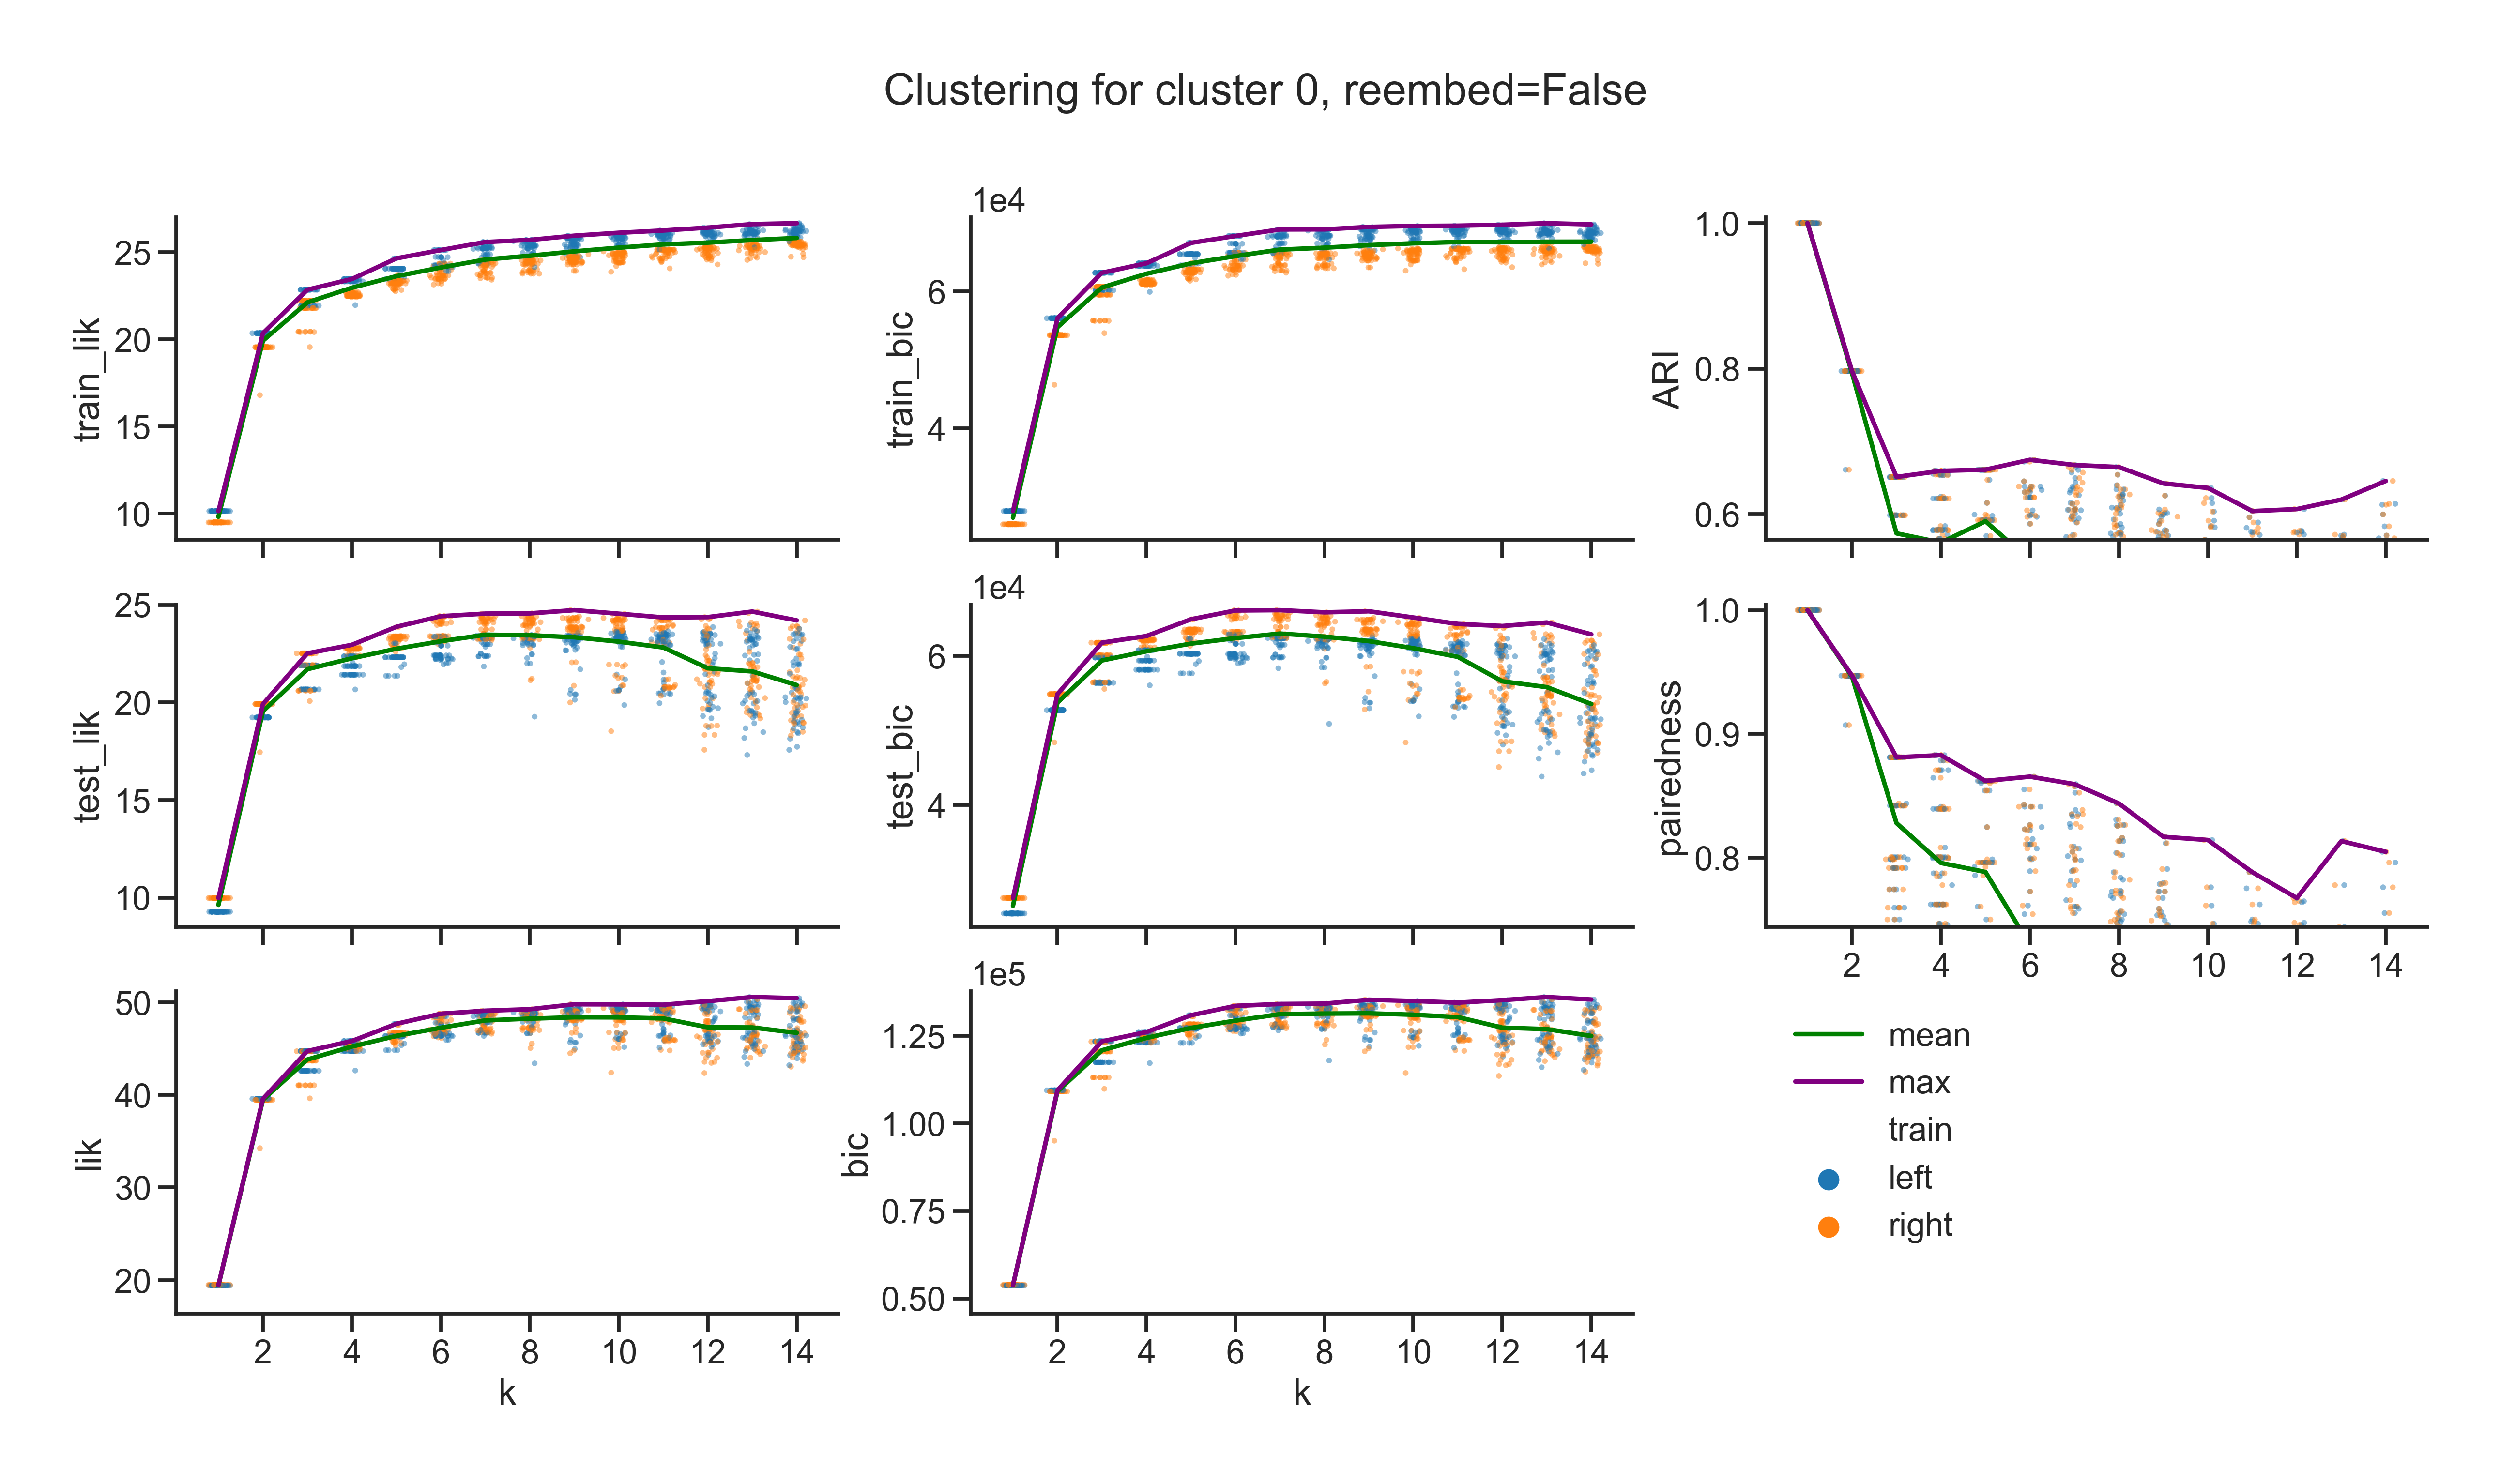 Clustering for cluster 0, reembed=False
train_lik
25
20
15
10
1e4
train_bic
6
4
ARI
1.0
0.8
0.6
test_lik
25
20
15
10
1e4
test_bic
6
4
pairedness
1.0
0.9
0.8
2 4 6 8 10 12 14
lik
50
40
30
20
2 4 6 8 10 12 14
k
1e5
bic
1.25
1.00
0.75
0.50
2 4 6 8 10 12 14
k
mean
max
train
left
right